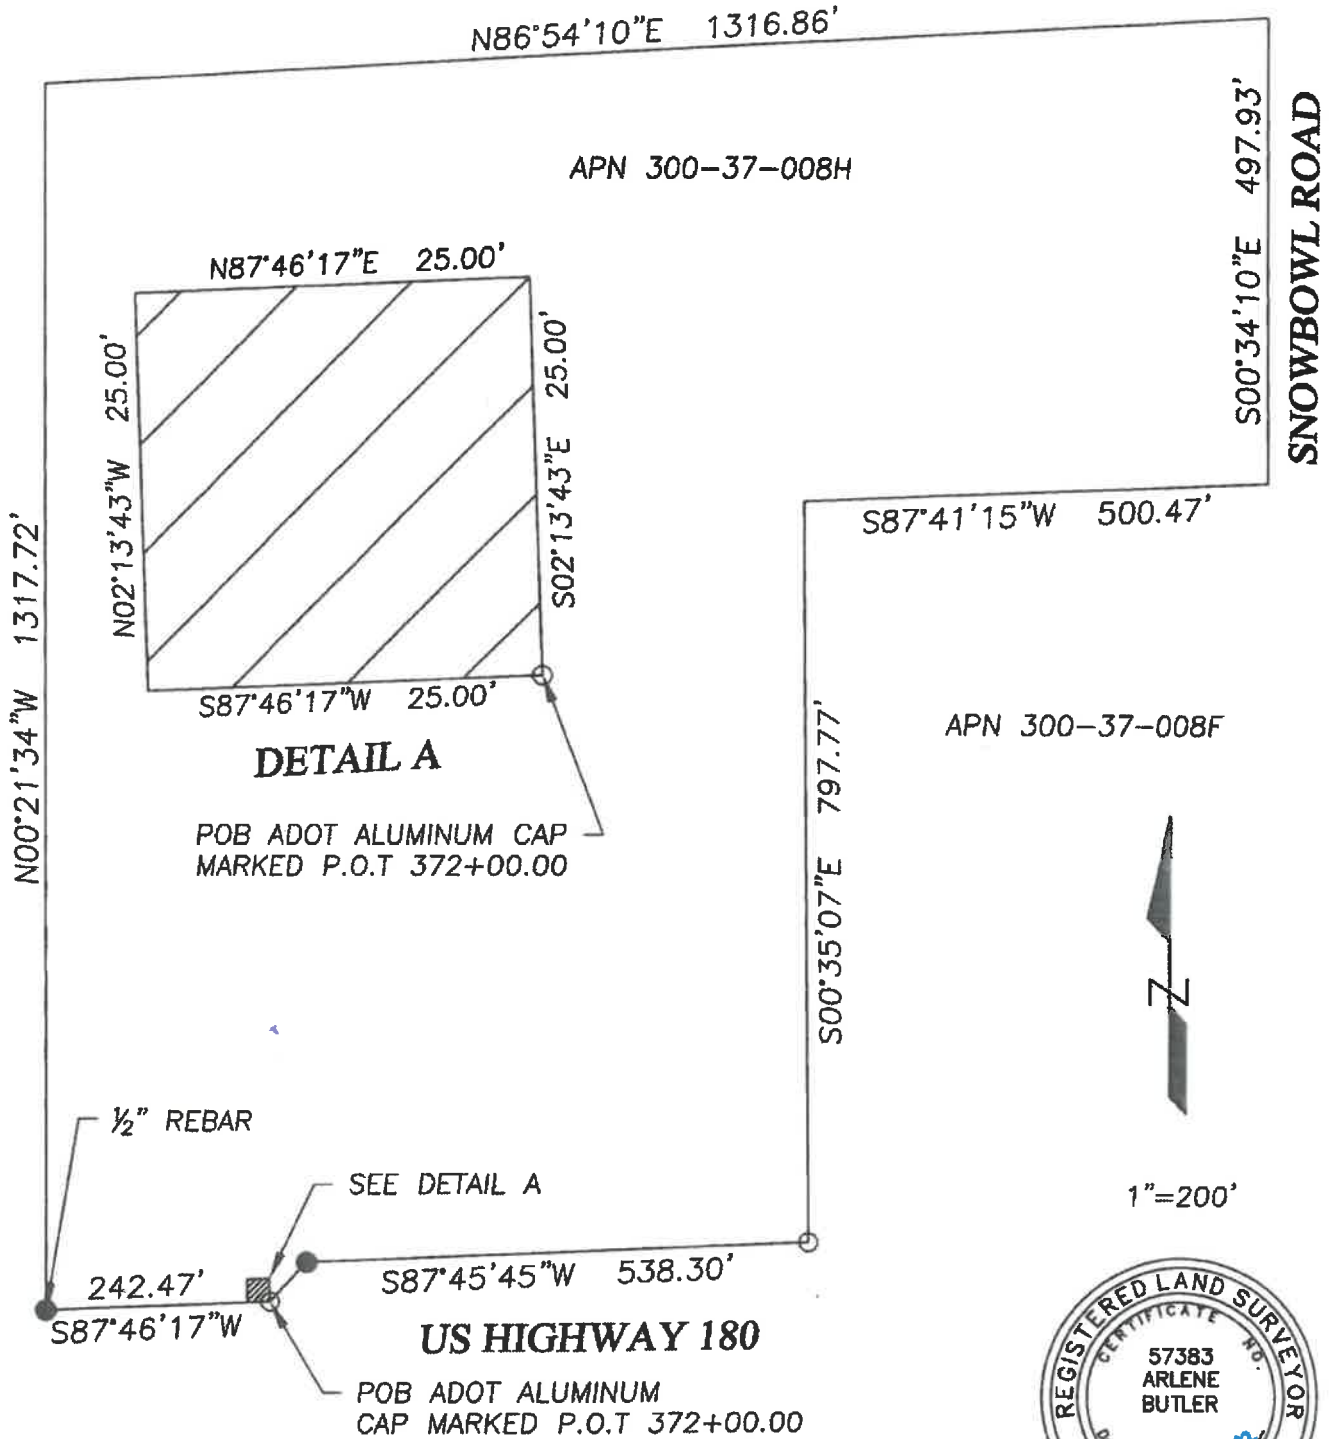 N86°54'10"E 1316.86'
S00°34'10"E 497.93'
SNOWBOWL ROAD
APN 300-37-008H
N87°46'17"E 25.00'
N02°13'43"W 25.00'
S02°13'43"E 25.00'
S87°46'17"W 25.00'
DETAIL A
POB ADOT ALUMINUM CAP
MARKED P.O.T 372+00.00
S87°41'15"W 500.47'
N00°21'34"W 1317.72'
S00°35'07"E 797.77'
APN 300-37-008F
½" REBAR
SEE DETAIL A
N
1"=200'
242.47'
S87°46'17"W
S87°45'45"W 538.30'
US HIGHWAY 180
POB ADOT ALUMINUM
CAP MARKED P.O.T 372+00.00
REGISTERED LAND SURVEYOR
CERTIFICATE NO.
57383
ARLENE
BUTLER